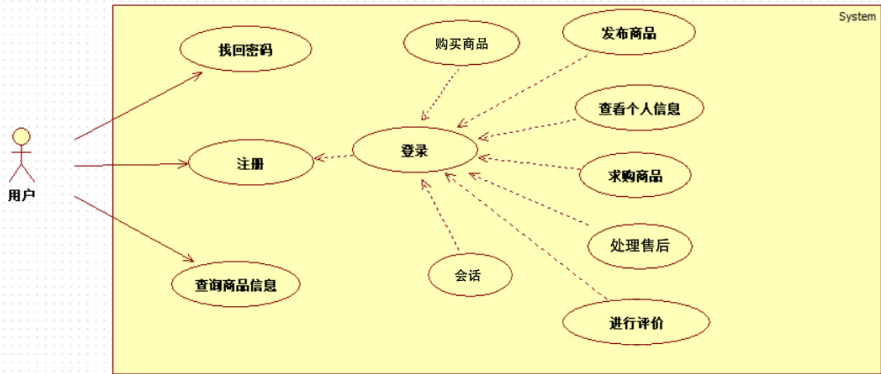 System
找回密码
购买商品
发布商品
查看个人信息
登录
注册
求购商品
用户
处理售后
会话
查询商品信息
进行评价